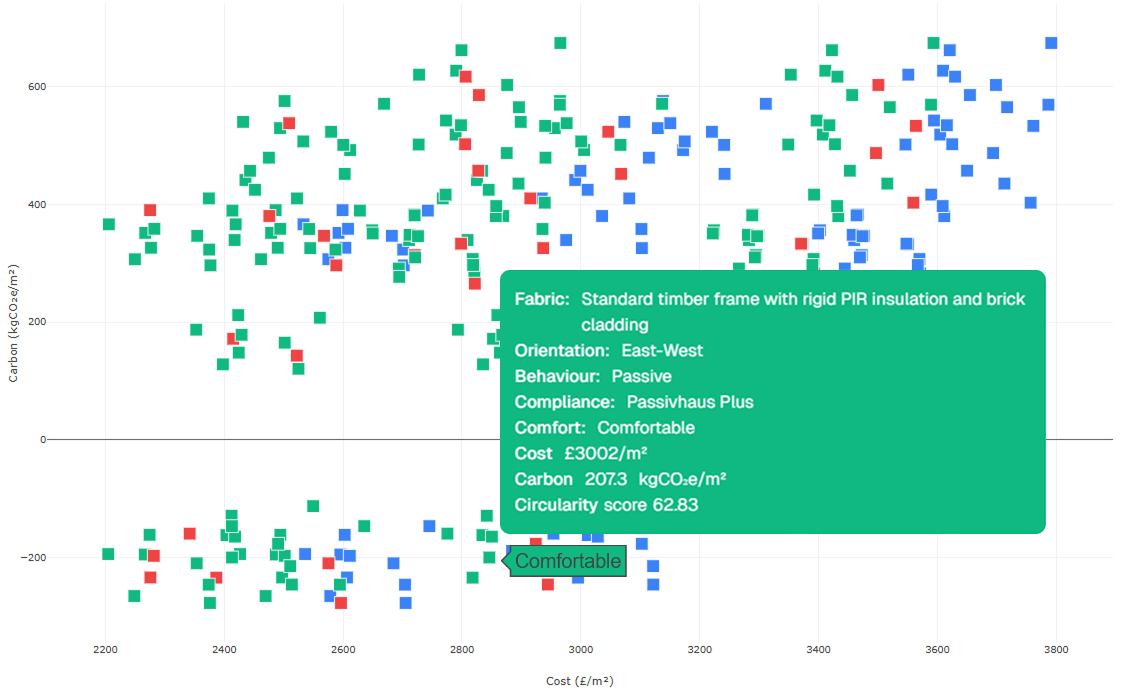 600
400
200
0
−200
Carbon (kgCO₂e/m²)
Fabric: Standard timber frame with rigid PIR insulation and brick
cladding
Orientation: East-West
Behaviour: Passive
Compliance: Passivhaus Plus
Comfort: Comfortable
Cost £3002/m²
Carbon 207.3 kgCO₂e/m²
Circularity score 62.83
Comfortable
2200 2400 2600 2800 3000 3200 3400 3600 3800
Cost (£/m²)